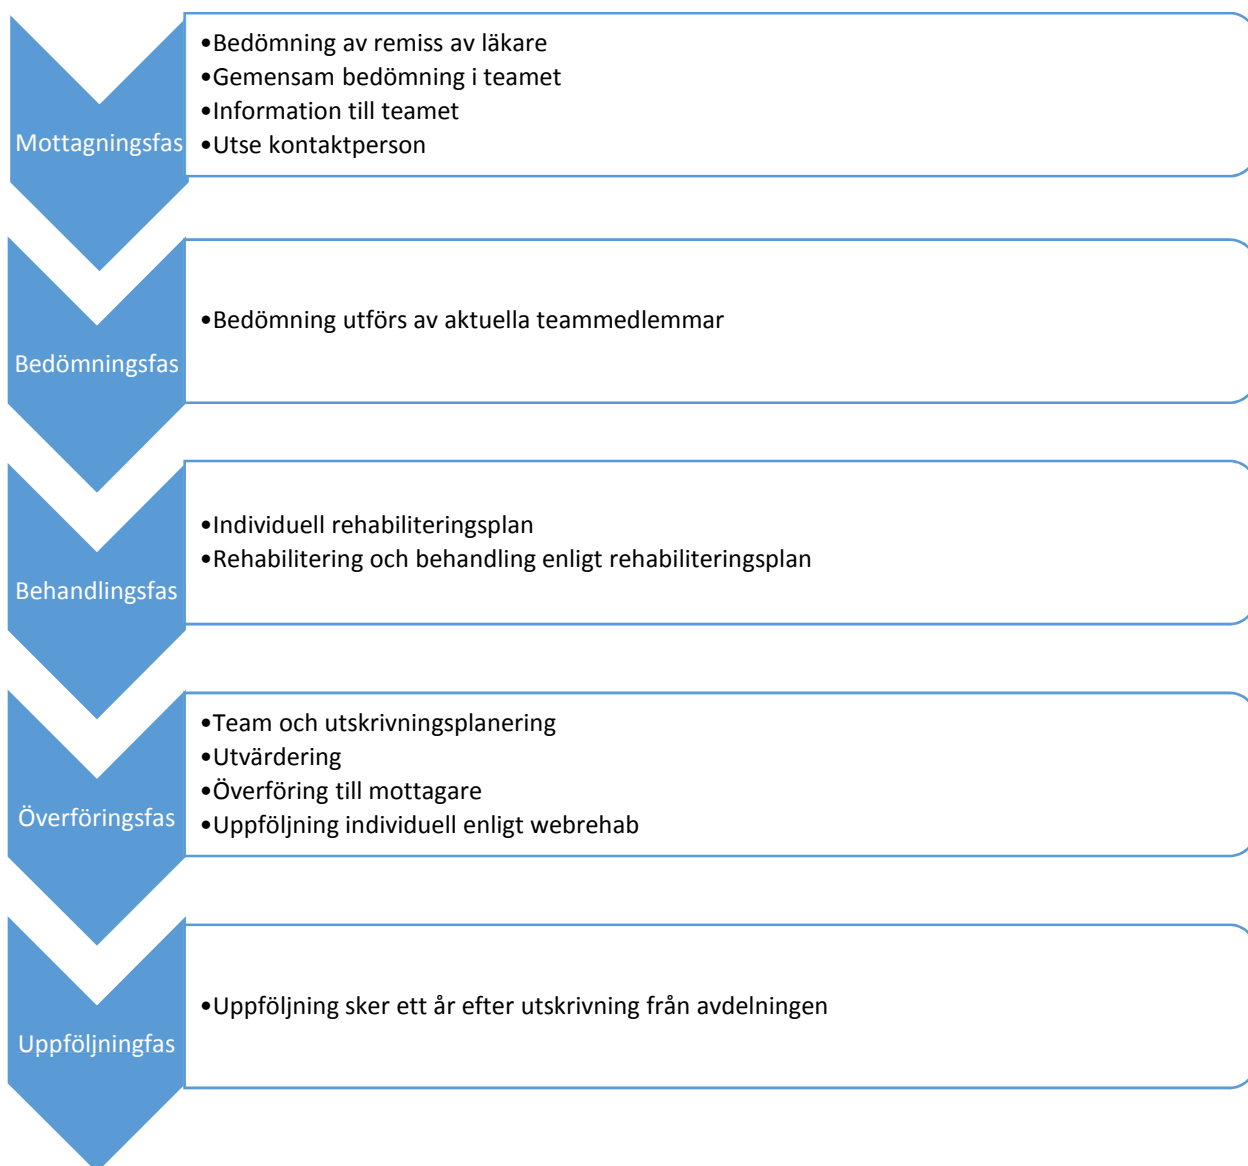 Mottagningsfas
•Bedömning av remiss av läkare
•Gemensam bedömning i teamet
•Information till teamet
•Utse kontaktperson
Bedömningsfas
•Bedömning utförs av aktuella teammedlemmar
Behandlingsfas
•Individuell rehabiliteringsplan
•Rehabilitering och behandling enligt rehabiliteringsplan
Överföringsfas
•Team och utskrivningsplanering
•Utvärdering
•Överföring till mottagare
•Uppföljning individuell enligt webrehab
Uppföljningfas
•Uppföljning sker ett år efter utskrivning från avdelningen